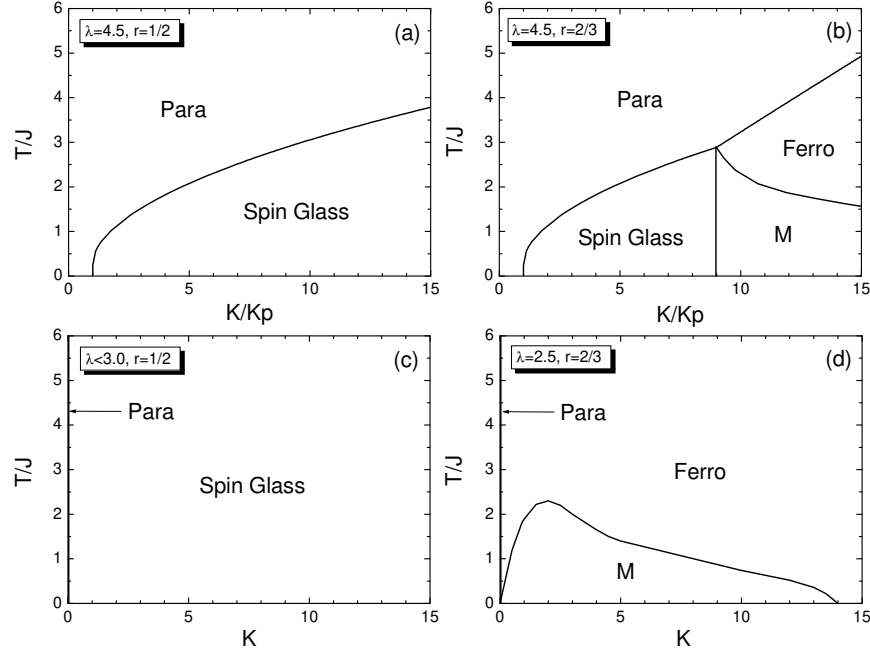 λ=4.5, r=1/2
(a)
T/J
6
5
4
3
2
1
0
Para
Spin Glass
0
5
10
15
K/Kp
λ=4.5, r=2/3
(b)
T/J
6
5
4
3
2
1
0
Para
Ferro
Spin Glass
M
0
5
10
15
K/Kp
λ<3.0, r=1/2
(c)
T/J
6
5
4
3
2
1
0
Para
Spin Glass
0
5
10
15
K
λ=2.5, r=2/3
(d)
T/J
6
5
4
3
2
1
0
Para
Ferro
M
0
5
10
15
K